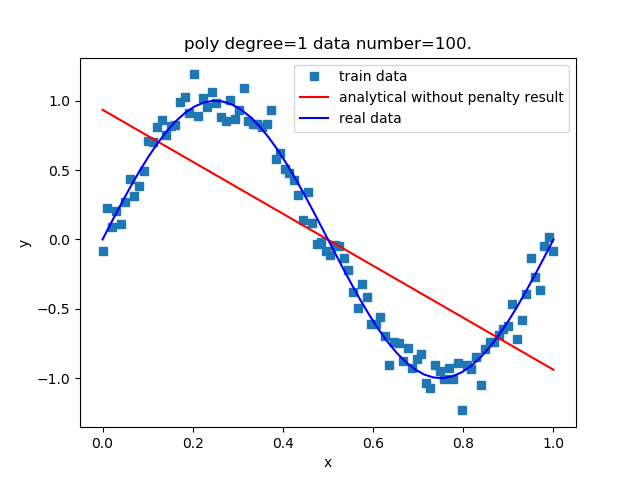 poly degree=1 data number=100.
train data
analytical without penalty result
real data
1.0
0.5
0.0
−0.5
−1.0
y
0.0 0.2 0.4 0.6 0.8 1.0
x